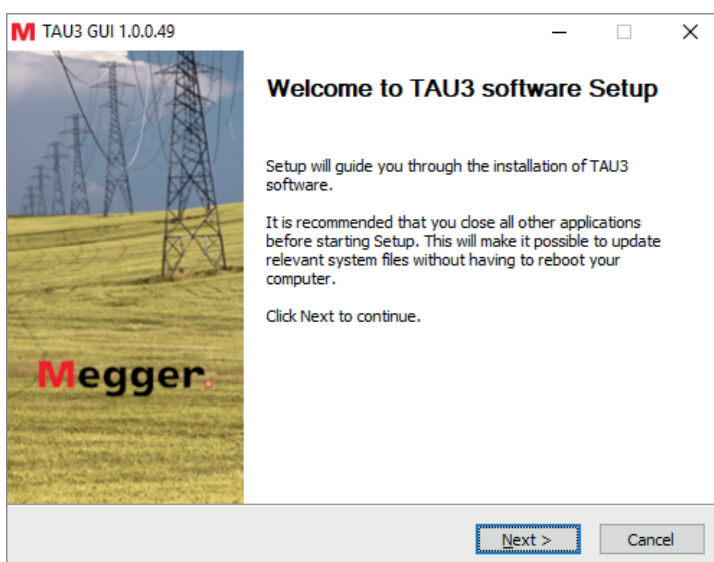 M TAU3 GUI 1.0.0.49
Welcome to TAU3 software Setup
Setup will guide you through the installation of TAU3
software.
It is recommended that you close all other applications
before starting Setup. This will make it possible to update
relevant system files without having to reboot your
computer.
Click Next to continue.
Megger.
Next >
Cancel